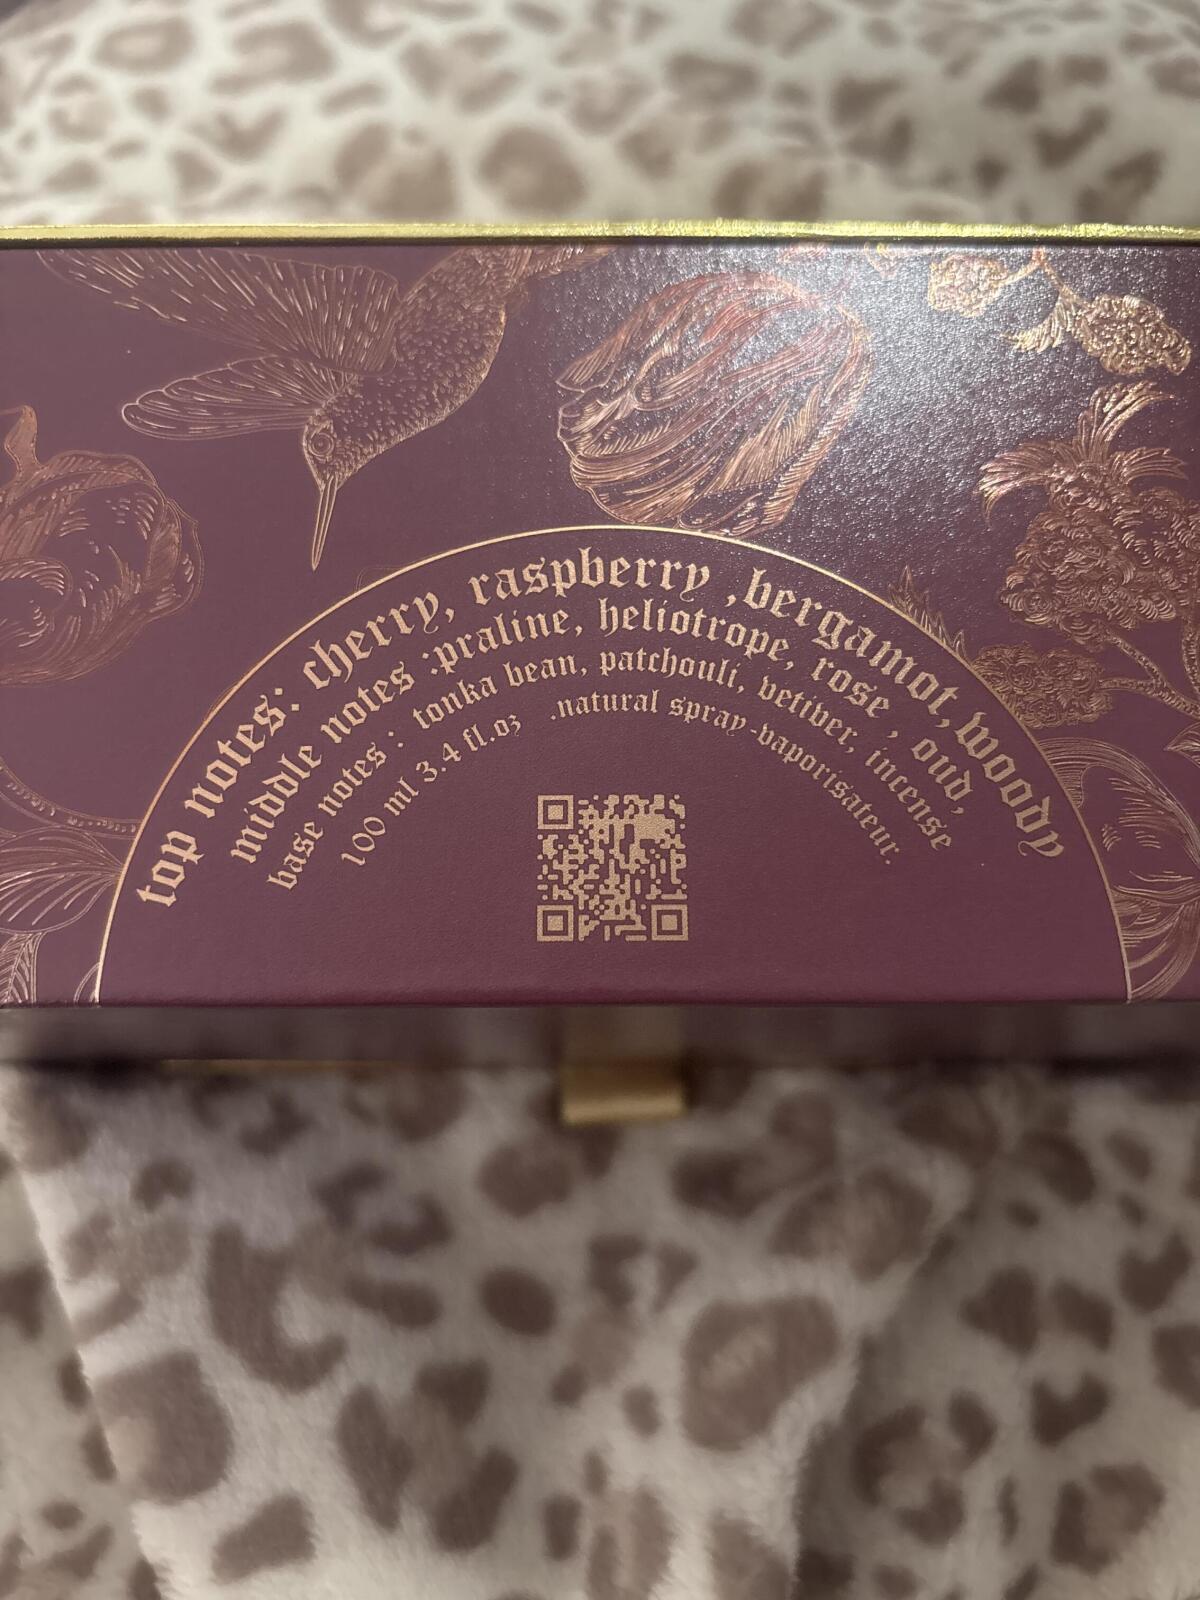 top notes: cherry, raspberry ,bergamot,woody
middle notes :praline, heliotrope, rose , oud,
base notes : tonka bean, patchouli, vetiver, incense
100 ml 3.4 fl.oz .natural spray-vaporisateur.